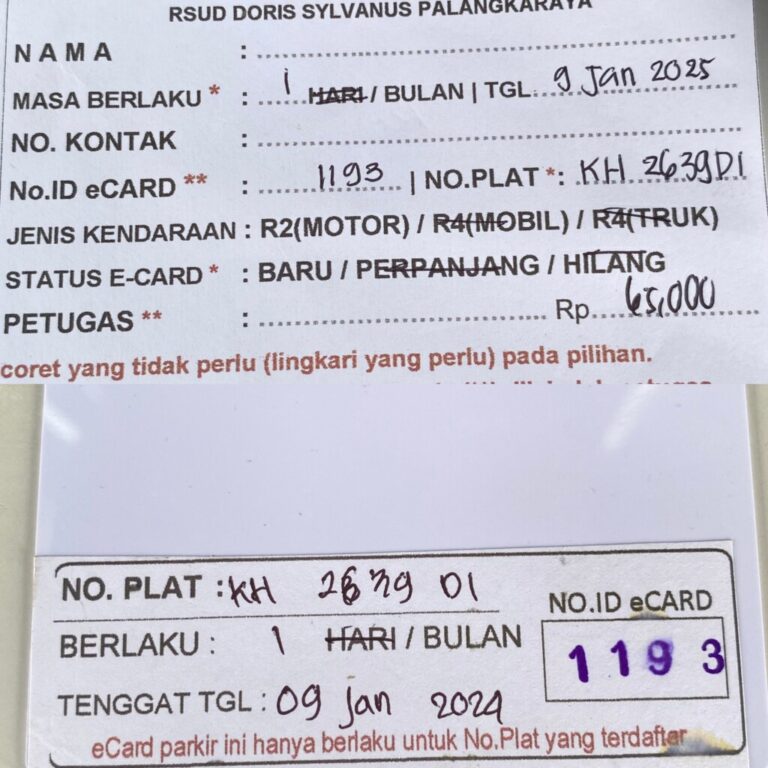 RSUD DORIS SYLVANUS PALANGKARAYA
NAMA :
MASA BERLAKU * : 1 HARI / BULAN | TGL. 9 Jan 2025
NO. KONTAK :
No.ID eCARD ** : 1193 | NO.PLAT *: KH 2639DI
JENIS KENDARAAN : R2(MOTOR) / R4(MOBIL) / R4(TRUK)
STATUS E-CARD * : BARU / PERPANJANG / HILANG
PETUGAS ** : Rp. 65,000
coret yang tidak perlu (lingkari yang perlu) pada pilihan.
NO. PLAT : KH 2639 DI
NO.ID eCARD
BERLAKU : 1 HARI / BULAN
1193
TENGGAT TGL : 09 Jan 2024
eCard parkir ini hanya berlaku untuk No.Plat yang terdaftar